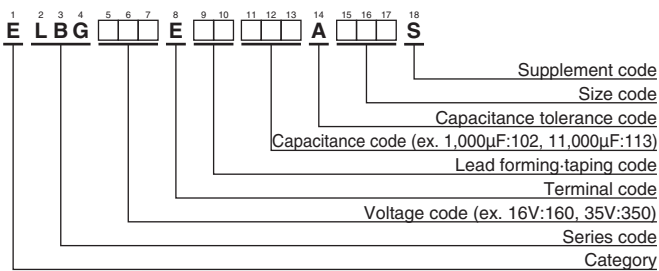 1 2 3 4 5 6 7 8 9 10 11 12 13 14 15 16 17 18
E L B G E A S
Supplement code
Size code
Capacitance tolerance code
Capacitance code (ex. 1,000μF:102, 11,000μF:113)
Lead forming·taping code
Terminal code
Voltage code (ex. 16V:160, 35V:350)
Series code
Category